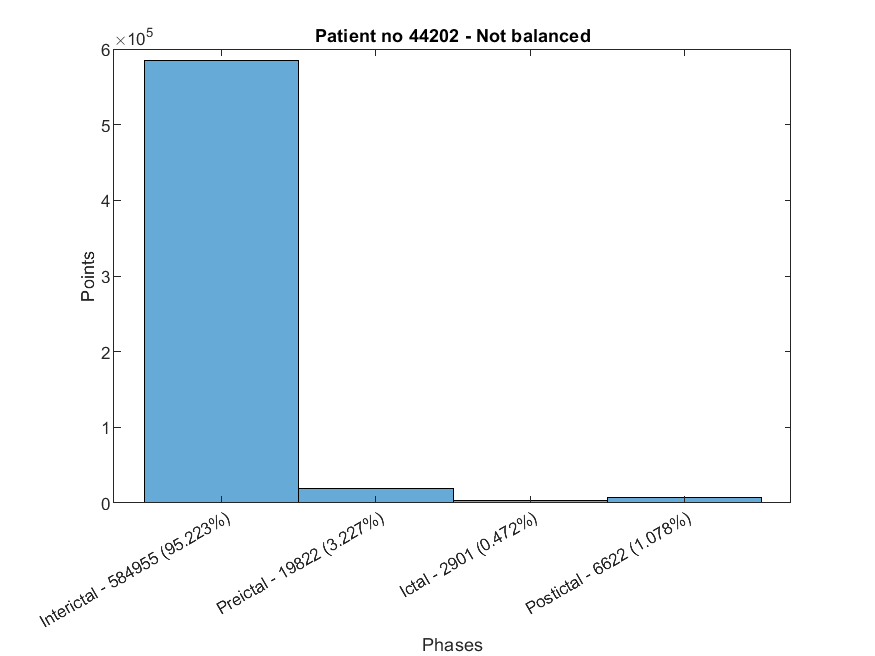 Patient no 44202 - Not balanced
×10^5
6
5
4
3
2
1
0
Points
Interictal - 584955 (95.223%)
Preictal - 19822 (3.227%)
Ictal - 2901 (0.472%)
Postictal - 6622 (1.078%)
Phases